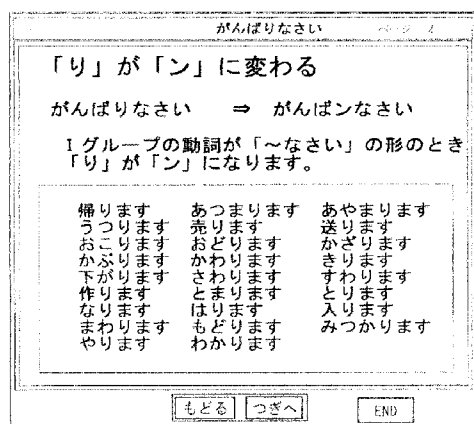 がんばりなさい
「り」が「ン」に変わる
がんばりなさい ⇒ がんばンなさい
Ⅰグループの動詞が「〜なさい」の形のとき
「り」が「ン」になります。
帰ります あつまります あやまります
うつります 売ります 送ります
おこります おどります かざります
かぶります かわります きります
下がります さわります すわります
作ります とまります とります
なります はります 入ります
まわります もどります みつかります
やります わかります
もどる つぎへ END